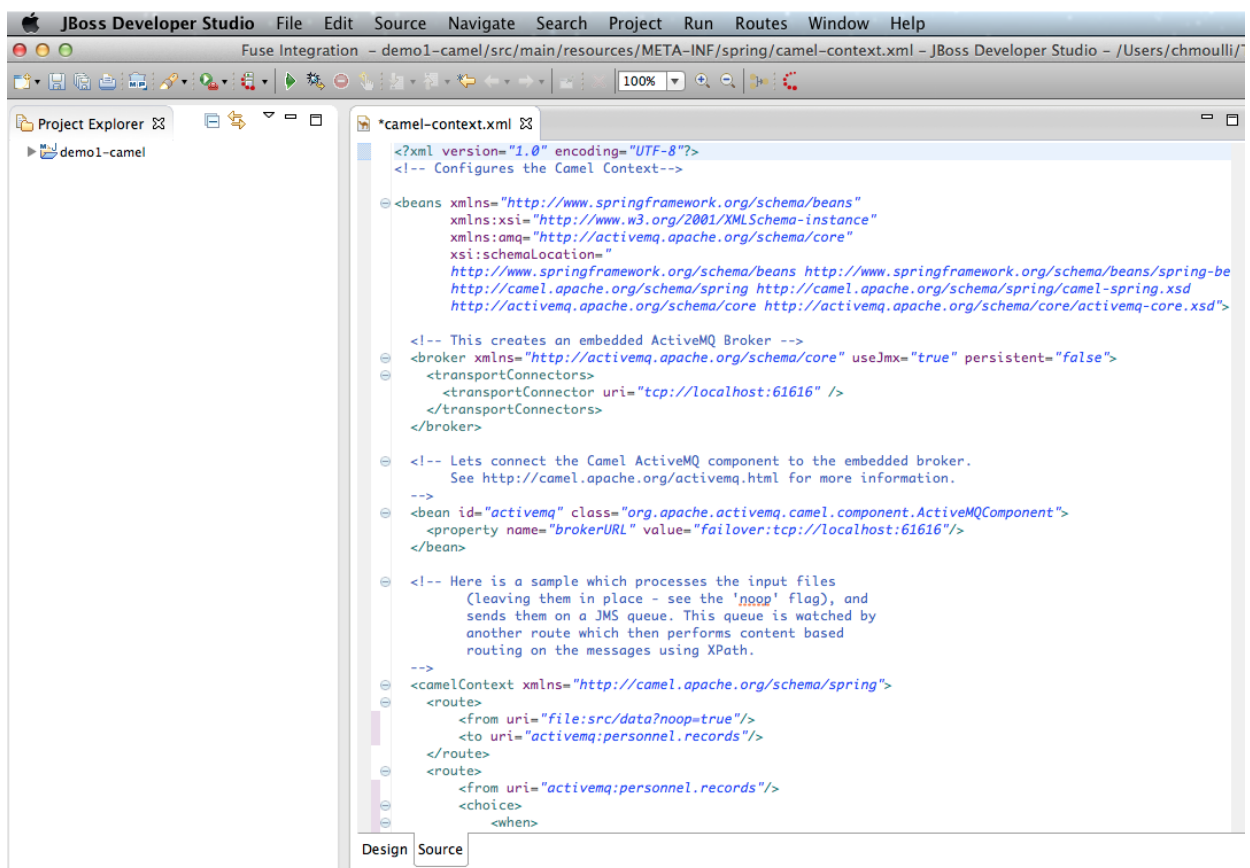 JBoss Developer Studio File Edit Source Navigate Search Project Run Routes Window Help
Fuse Integration – demo1-camel/src/main/resources/META-INF/spring/camel-context.xml – JBoss Developer Studio – /Users/chmoulli/
100%
Project Explorer
*camel-context.xml
demo1-camel
<?xml version="1.0" encoding="UTF-8"?>
<!-- Configures the Camel Context-->
<beans xmlns="http://www.springframework.org/schema/beans"
xmlns:xsi="http://www.w3.org/2001/XMLSchema-instance"
xmlns:amq="http://activemq.apache.org/schema/core"
xsi:schemaLocation="
http://www.springframework.org/schema/beans http://www.springframework.org/schema/beans/spring-be
http://camel.apache.org/schema/spring http://camel.apache.org/schema/spring/camel-spring.xsd
http://activemq.apache.org/schema/core http://activemq.apache.org/schema/core/activemq-core.xsd">
<!-- This creates an embedded ActiveMQ Broker -->
<broker xmlns="http://activemq.apache.org/schema/core" useJmx="true" persistent="false">
<transportConnectors>
<transportConnector uri="tcp://localhost:61616" />
</transportConnectors>
</broker>
<!-- Lets connect the Camel ActiveMQ component to the embedded broker.
See http://camel.apache.org/activemq.html for more information.
-->
<bean id="activemq" class="org.apache.activemq.camel.component.ActiveMQComponent">
<property name="brokerURL" value="failover:tcp://localhost:61616"/>
</bean>
<!-- Here is a sample which processes the input files
(leaving them in place - see the 'noop' flag), and
sends them on a JMS queue. This queue is watched by
another route which then performs content based
routing on the messages using XPath.
-->
<camelContext xmlns="http://camel.apache.org/schema/spring">
<route>
<from uri="file:src/data?noop=true"/>
<to uri="activemq:personnel.records"/>
</route>
<route>
<from uri="activemq:personnel.records"/>
<choice>
<when>
Design Source